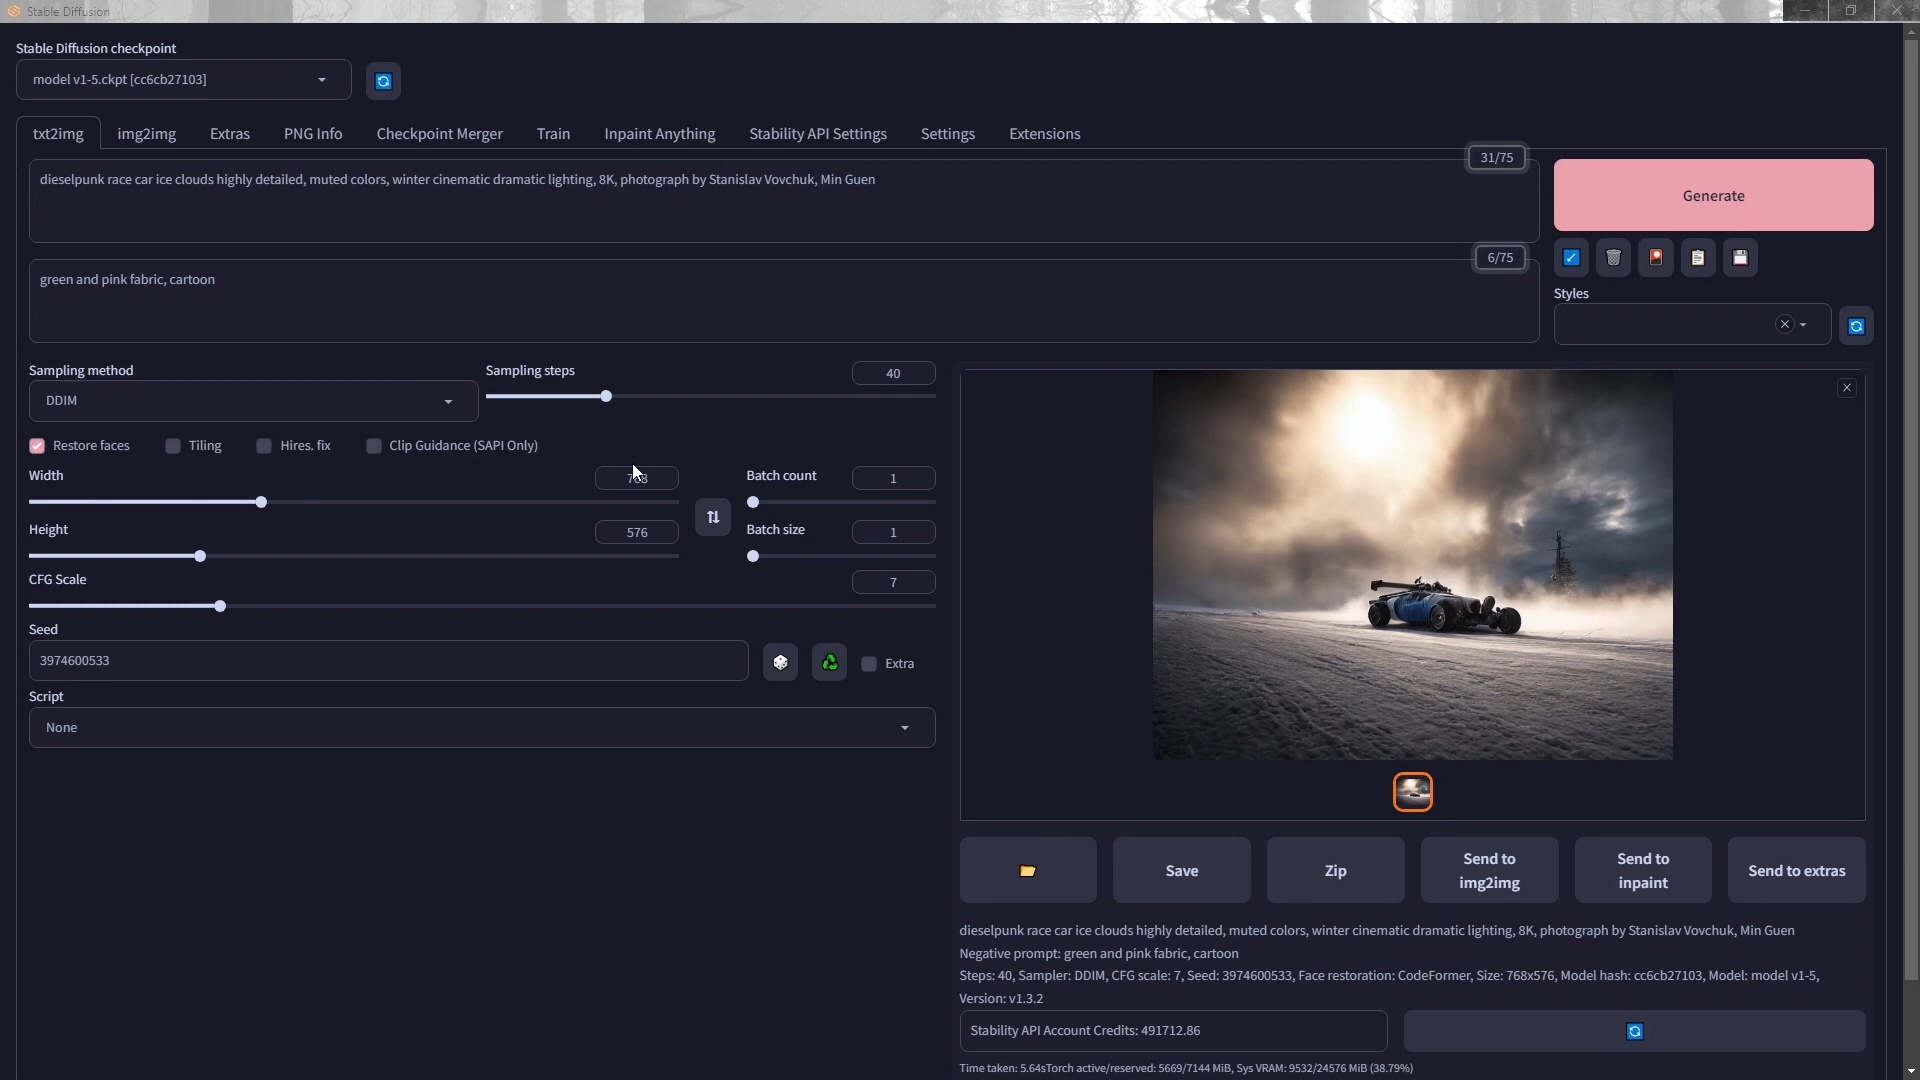 Stable Diffusion
Stable Diffusion checkpoint
model v1-5.ckpt [cc6cb27103]
txt2img img2img Extras PNG Info Checkpoint Merger Train Inpaint Anything Stability API Settings Settings Extensions
31/75
dieselpunk race car ice clouds highly detailed, muted colors, winter cinematic dramatic lighting, 8K, photograph by Stanislav Vovchuk, Min Guen
Generate
6/75
green and pink fabric, cartoon
Styles
Sampling method
DDIM
Sampling steps
40
Restore faces Tiling Hires. fix Clip Guidance (SAPI Only)
Width
Batch count
1
Height
576
Batch size
1
CFG Scale
7
Seed
3974600533
Extra
Script
None
Save
Zip
Send to
img2img
Send to
inpaint
Send to extras
dieselpunk race car ice clouds highly detailed, muted colors, winter cinematic dramatic lighting, 8K, photograph by Stanislav Vovchuk, Min Guen
Negative prompt: green and pink fabric, cartoon
Steps: 40, Sampler: DDIM, CFG scale: 7, Seed: 3974600533, Face restoration: CodeFormer, Size: 768x576, Model hash: cc6cb27103, Model: model v1-5,
Version: v1.3.2
Stability API Account Credits: 491712.86
Time taken: 5.64sTorch active/reserved: 5669/7144 MiB, Sys VRAM: 9532/24576 MiB (38.79%)